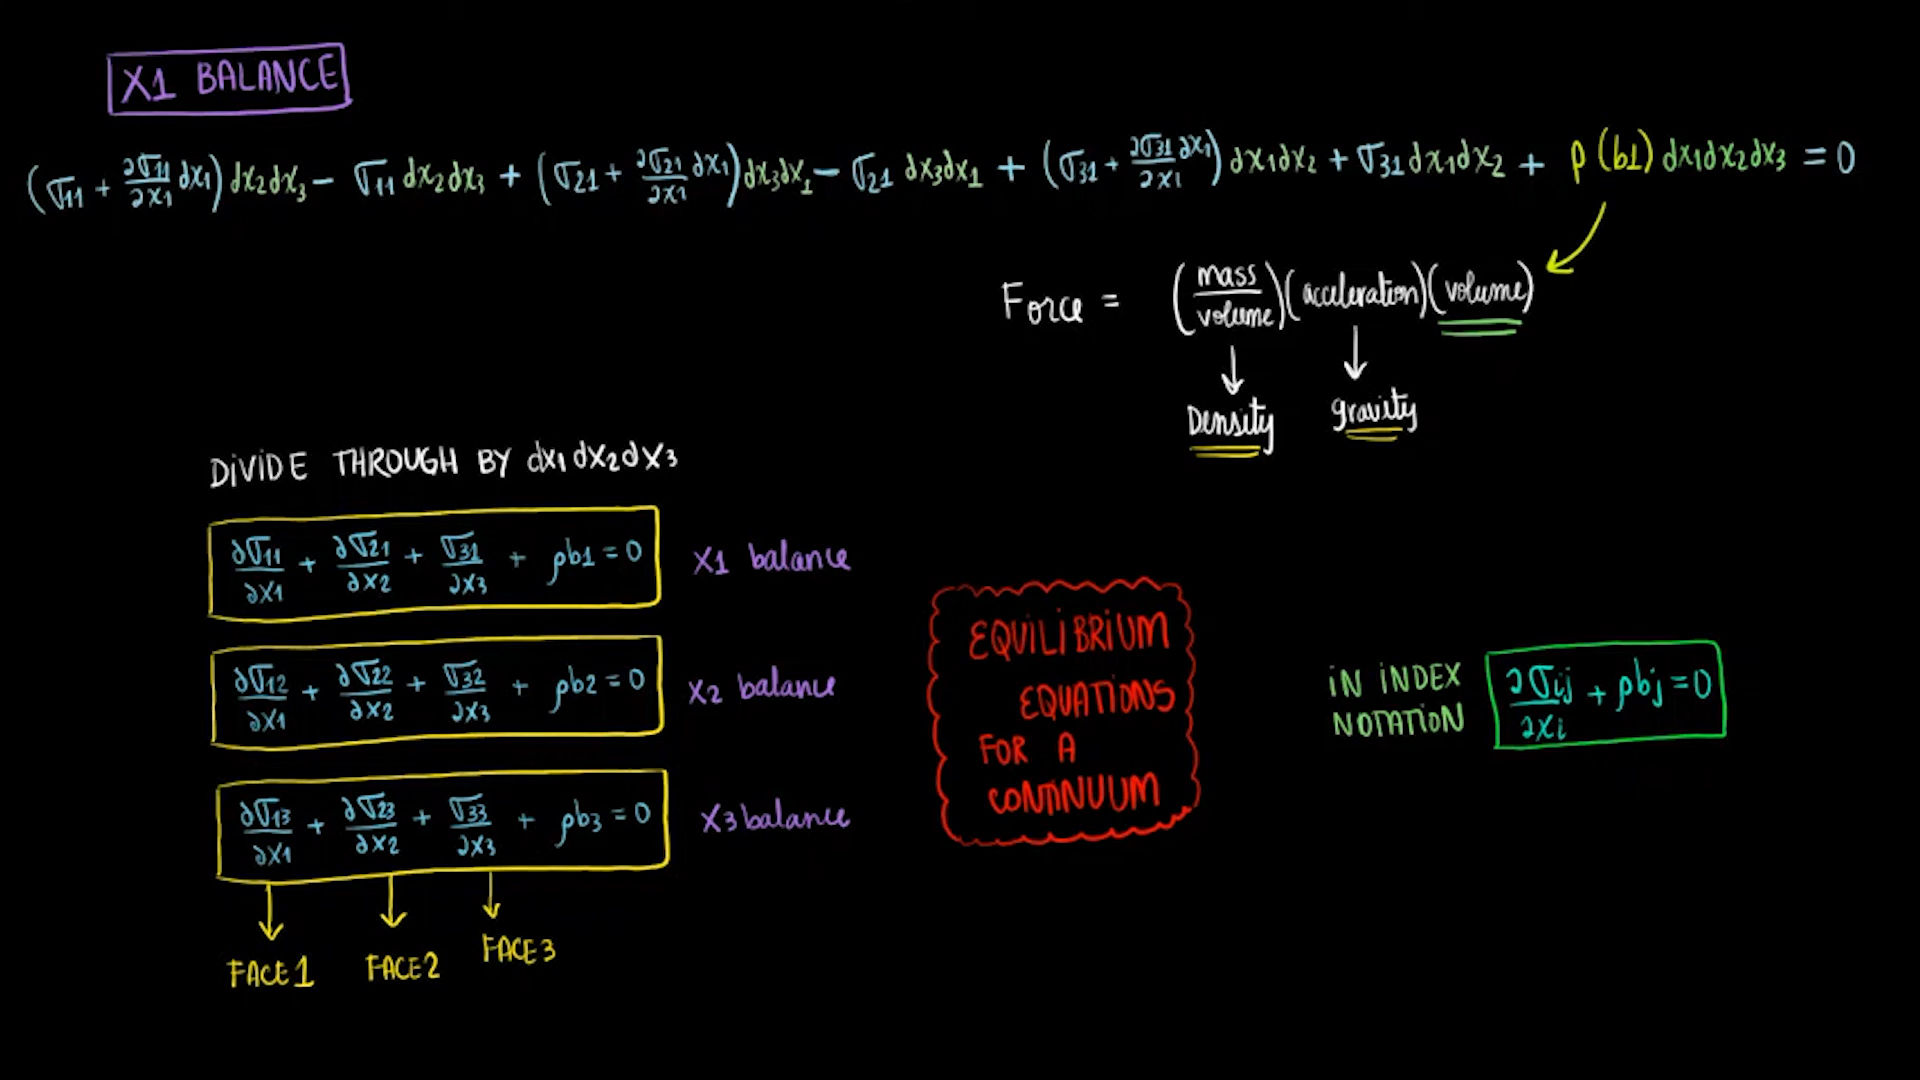 X1 BALANCE
(σ11 + ∂σ11/∂x1 dx1) dx2dx3 − σ11 dx2dx3 + (σ21 + ∂σ21/∂x1 dx1) dx3dx1 − σ21 dx3dx1 + (σ31 + ∂σ31/∂x1 dx1) dx1dx2 + σ31 dx1dx2 + ρ(b1) dx1dx2dx3 = 0
Force = (mass/volume)(acceleration)(volume)
Density gravity
DIVIDE THROUGH BY dx1dx2dx3
∂σ11/∂x1 + ∂σ21/∂x2 + σ31/∂x3 + ρb1 = 0 X1 balance
∂σ12/∂x1 + ∂σ22/∂x2 + σ32/∂x3 + ρb2 = 0 X2 balance
∂σ13/∂x1 + ∂σ23/∂x2 + σ33/∂x3 + ρb3 = 0 X3 balance
FACE 1 FACE 2 FACE 3
EQUILIBRIUM
EQUATIONS
FOR A
CONTINUUM
IN INDEX
NOTATION
∂σij/∂xi + ρbj = 0